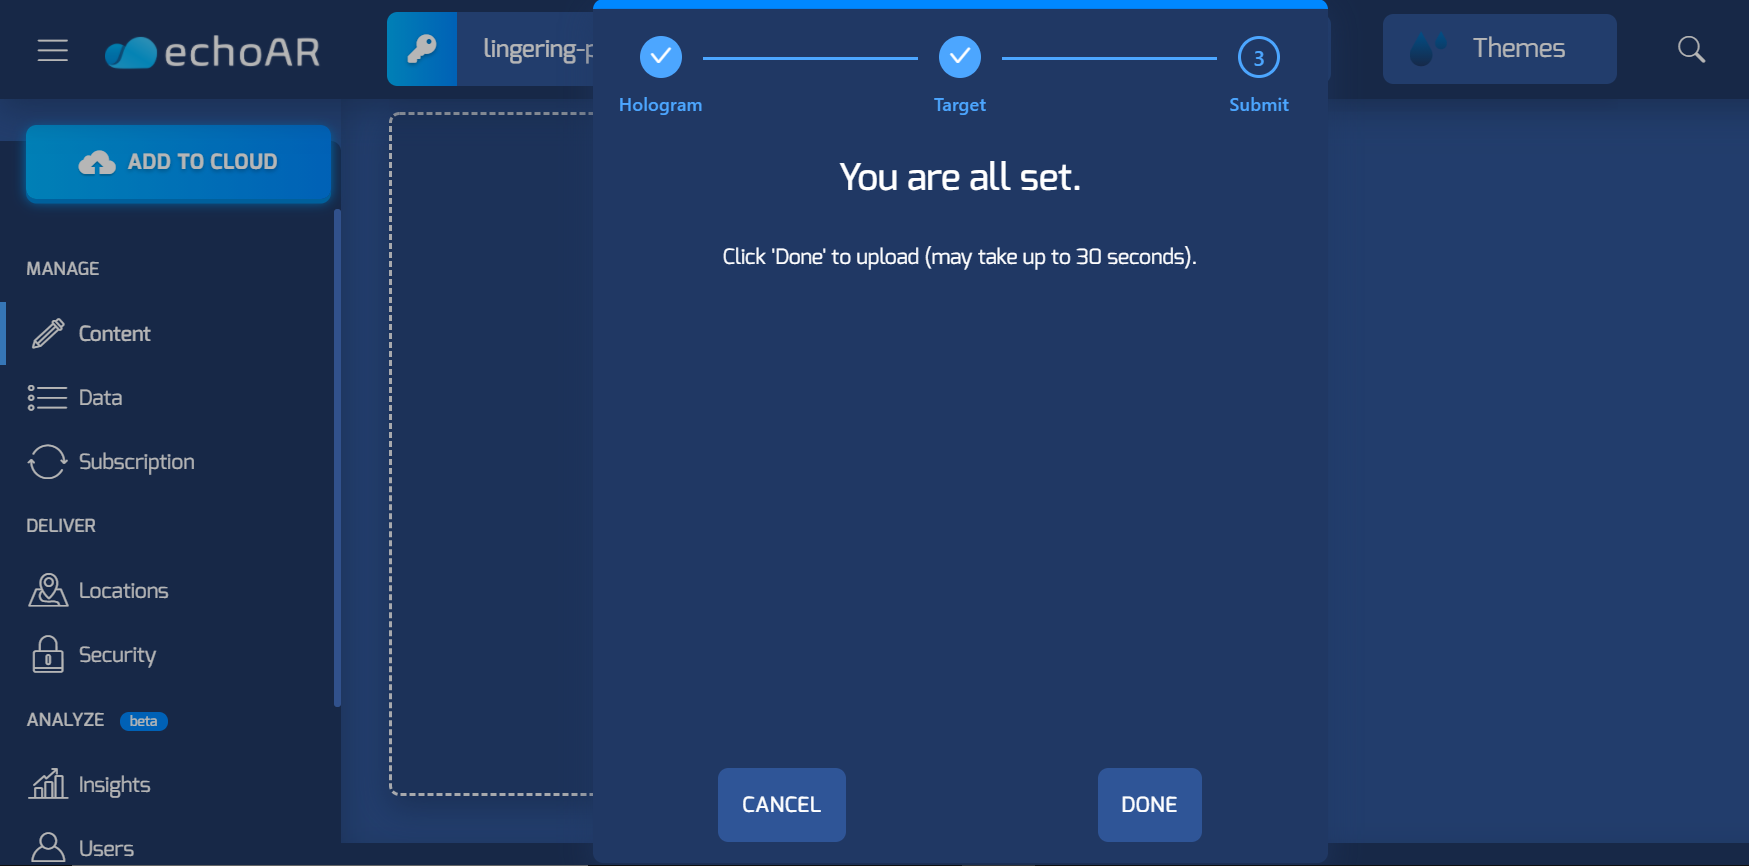 echoAR
lingering-
Themes
ADD TO CLOUD
MANAGE
Content
Data
Subscription
DELIVER
Locations
Security
ANALYZE beta
Insights
Users
3
Hologram
Target
Submit
You are all set.
Click 'Done' to upload (may take up to 30 seconds).
CANCEL
DONE